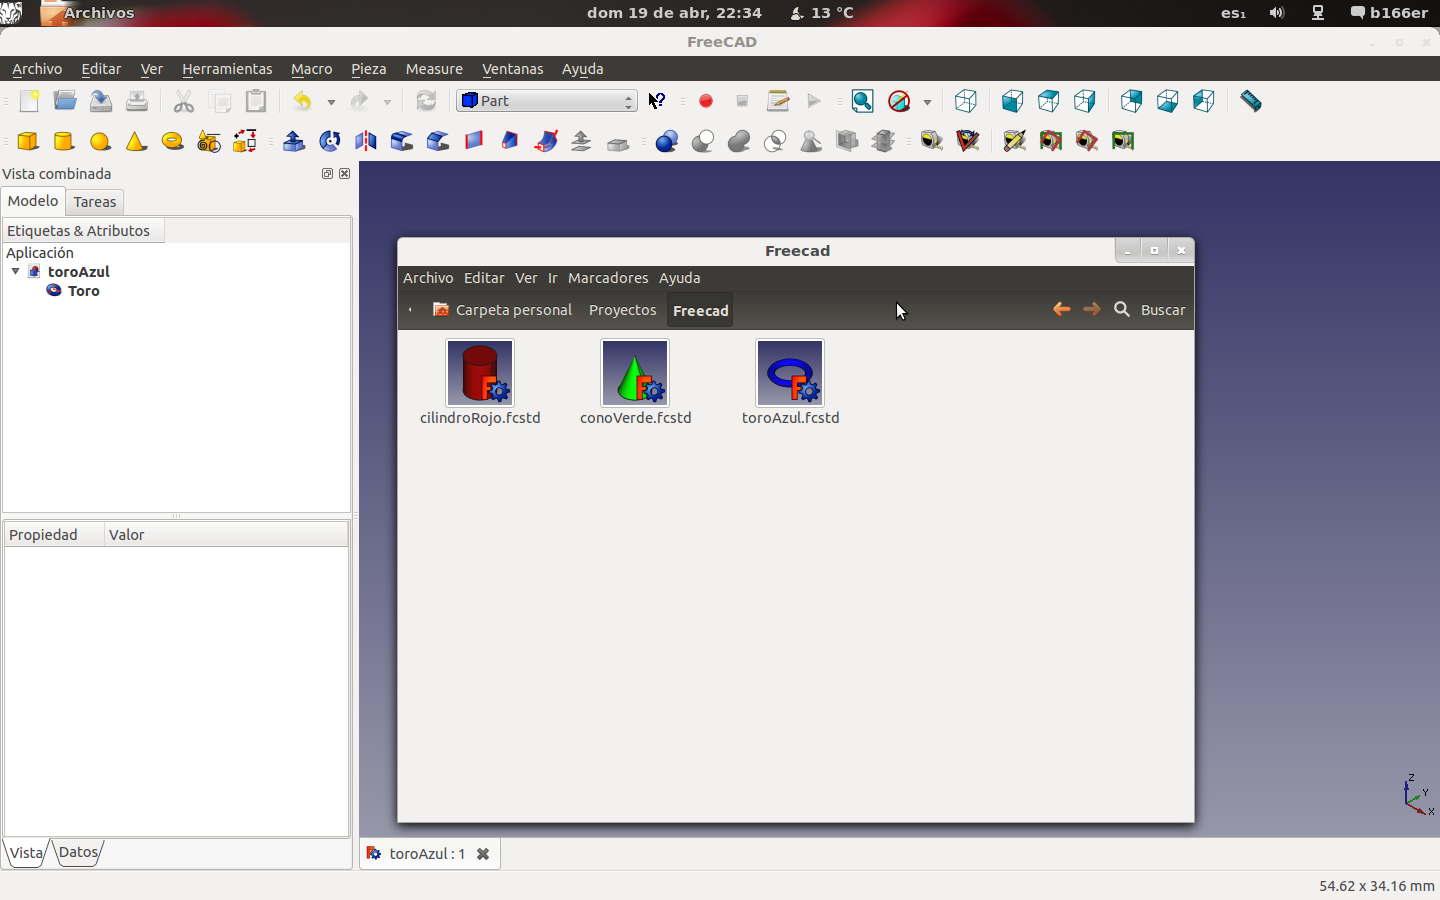 Archivos dom 19 de abr, 22:34 13 °C es₁ b166er
FreeCAD
Archivo Editar Ver Herramientas Macro Pieza Measure Ventanas Ayuda
Part
Vista combinada
Modelo Tareas
Etiquetas & Atributos
Aplicación
toroAzul
Toro
Propiedad Valor
Vista Datos
Freecad
Archivo Editar Ver Ir Marcadores Ayuda
Carpeta personal Proyectos Freecad Buscar
cilindroRojo.fcstd conoVerde.fcstd toroAzul.fcstd
Z
Y
X
toroAzul : 1
54.62 x 34.16 mm